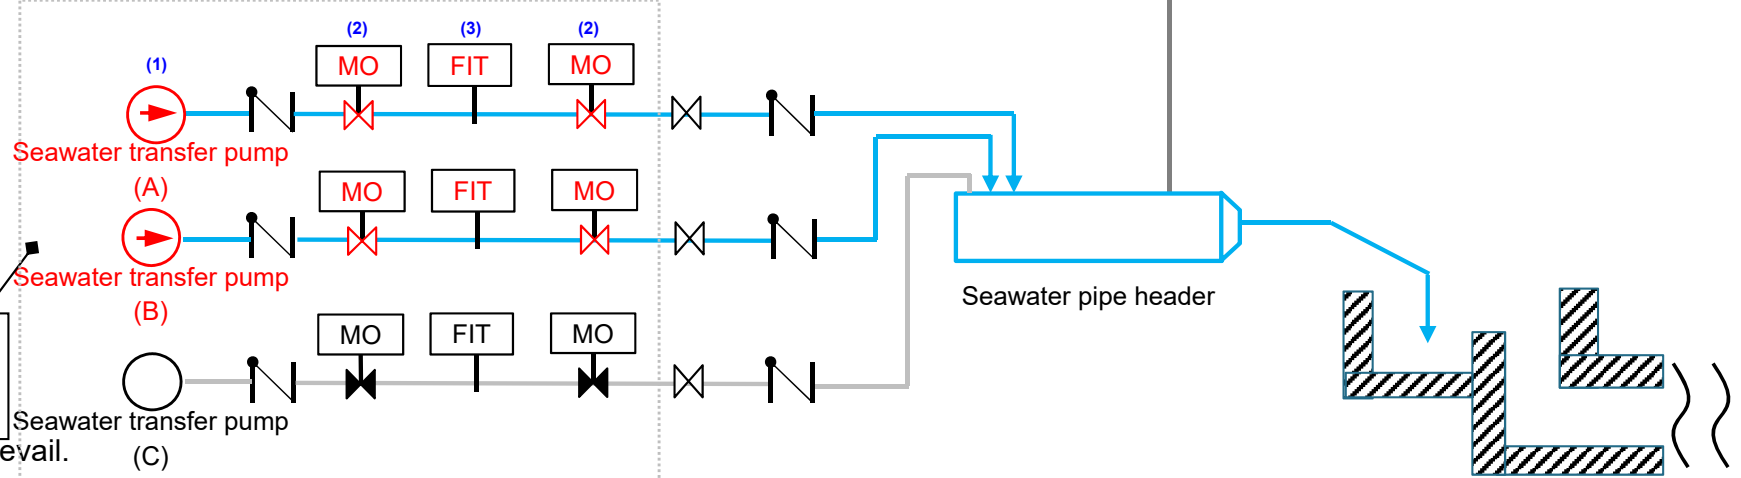 (2) (3) (2)
(1) MO FIT MO
Seawater transfer pump
(A)
MO FIT MO
Seawater transfer pump
(B)
Seawater pipe header
MO FIT MO
Seawater transfer pump
evail.
(C)